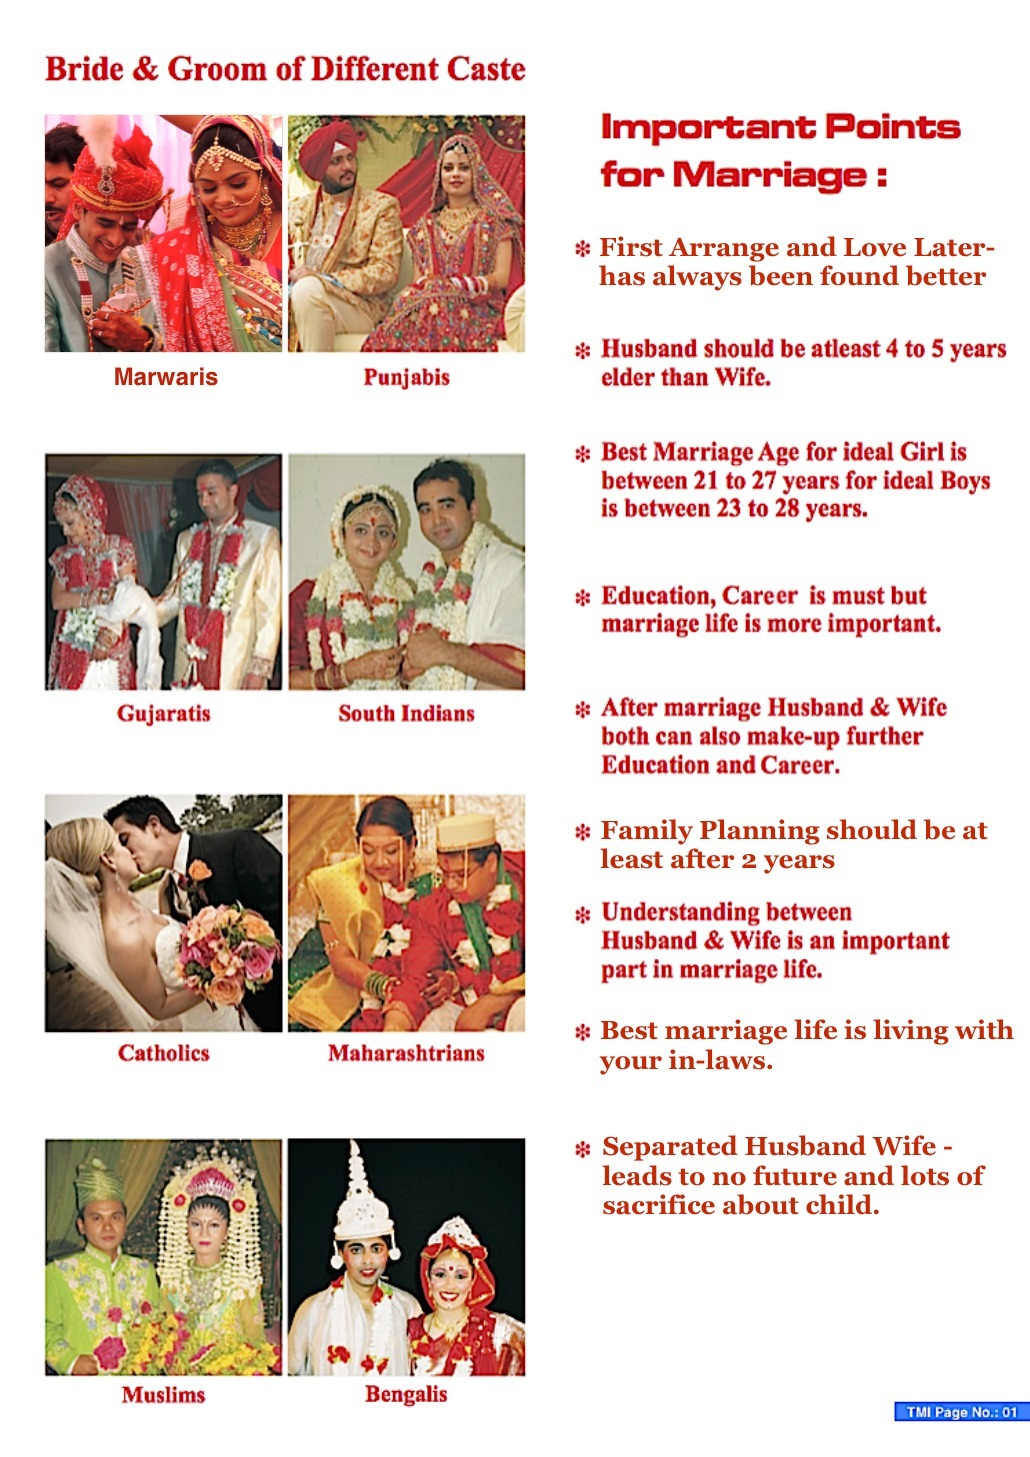 Bride & Groom of Different Caste
Marwaris
Punjabis
Gujaratis
South Indians
Catholics
Maharashtrians
Muslims
Bengalis
Important Points
for Marriage :
✻ First Arrange and Love Later-
has always been found better
✻ Husband should be atleast 4 to 5 years
elder than Wife.
✻ Best Marriage Age for ideal Girl is
between 21 to 27 years for ideal Boys
is between 23 to 28 years.
✻ Education, Career is must but
marriage life is more important.
✻ After marriage Husband & Wife
both can also make-up further
Education and Career.
✻ Family Planning should be at
least after 2 years
✻ Understanding between
Husband & Wife is an important
part in marriage life.
✻ Best marriage life is living with
your in-laws.
✻ Separated Husband Wife -
leads to no future and lots of
sacrifice about child.
TMI Page No.: 01